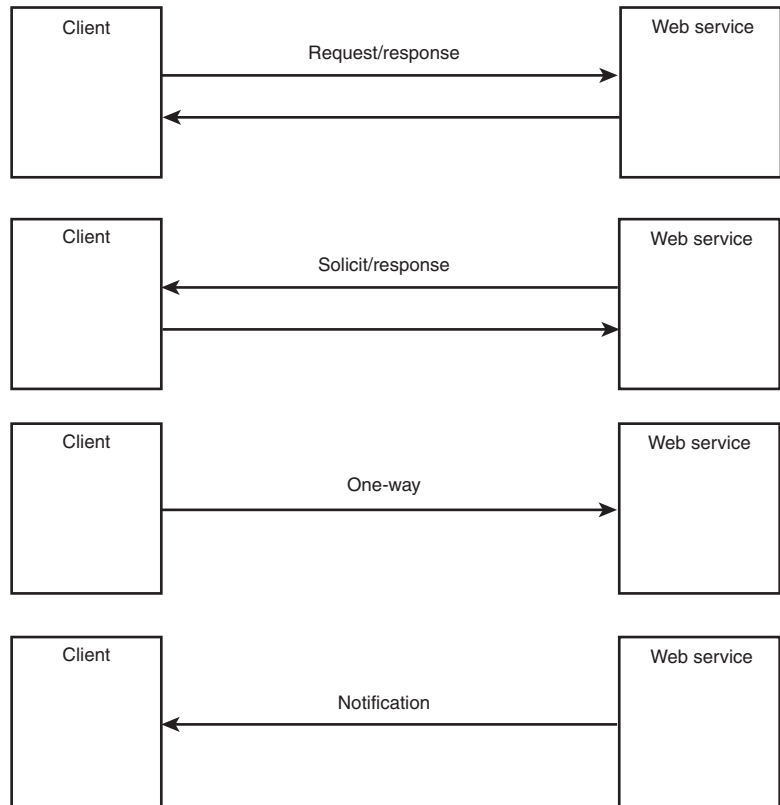 Client
Web service
Request/response
Client
Web service
Solicit/response
Client
Web service
One-way
Client
Web service
Notification